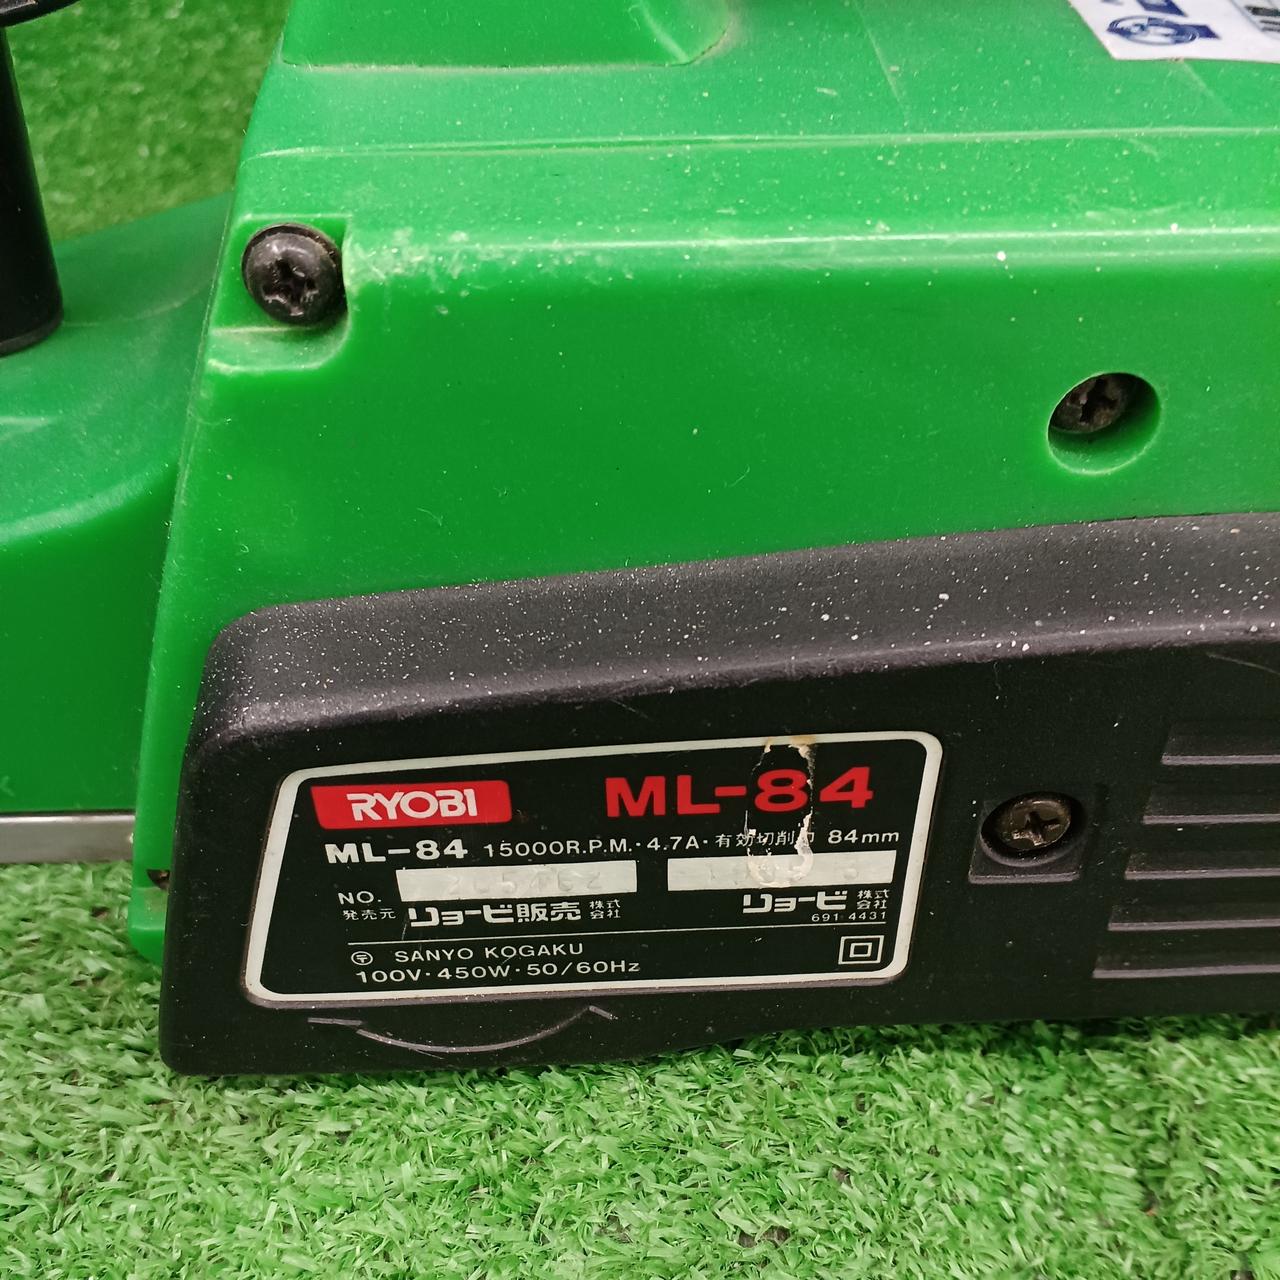 RYOBI ML-84
ML-84 15000R.P.M.・4.7A・有効切削巾 84mm
NO.
発売元 リョービ販売 株式会社 リョービ 株式会社
691 4431
〒 SANYO KOGAKU
100V・450W・50/60Hz